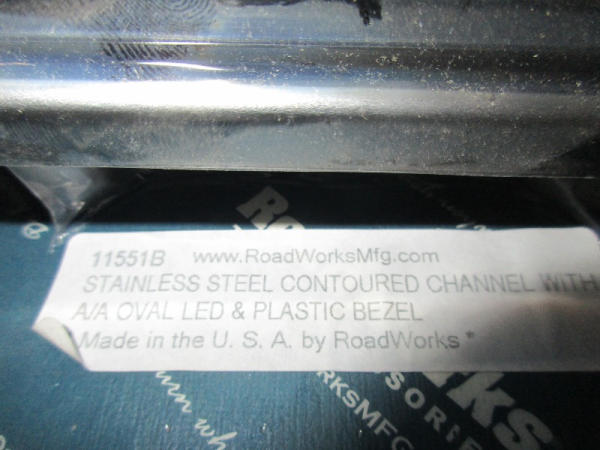 11551B www.RoadWorksMfg.com
STAINLESS STEEL CONTOURED CHANNEL WITH
A/A OVAL LED & PLASTIC BEZEL
Made in the U. S. A. by RoadWorks *